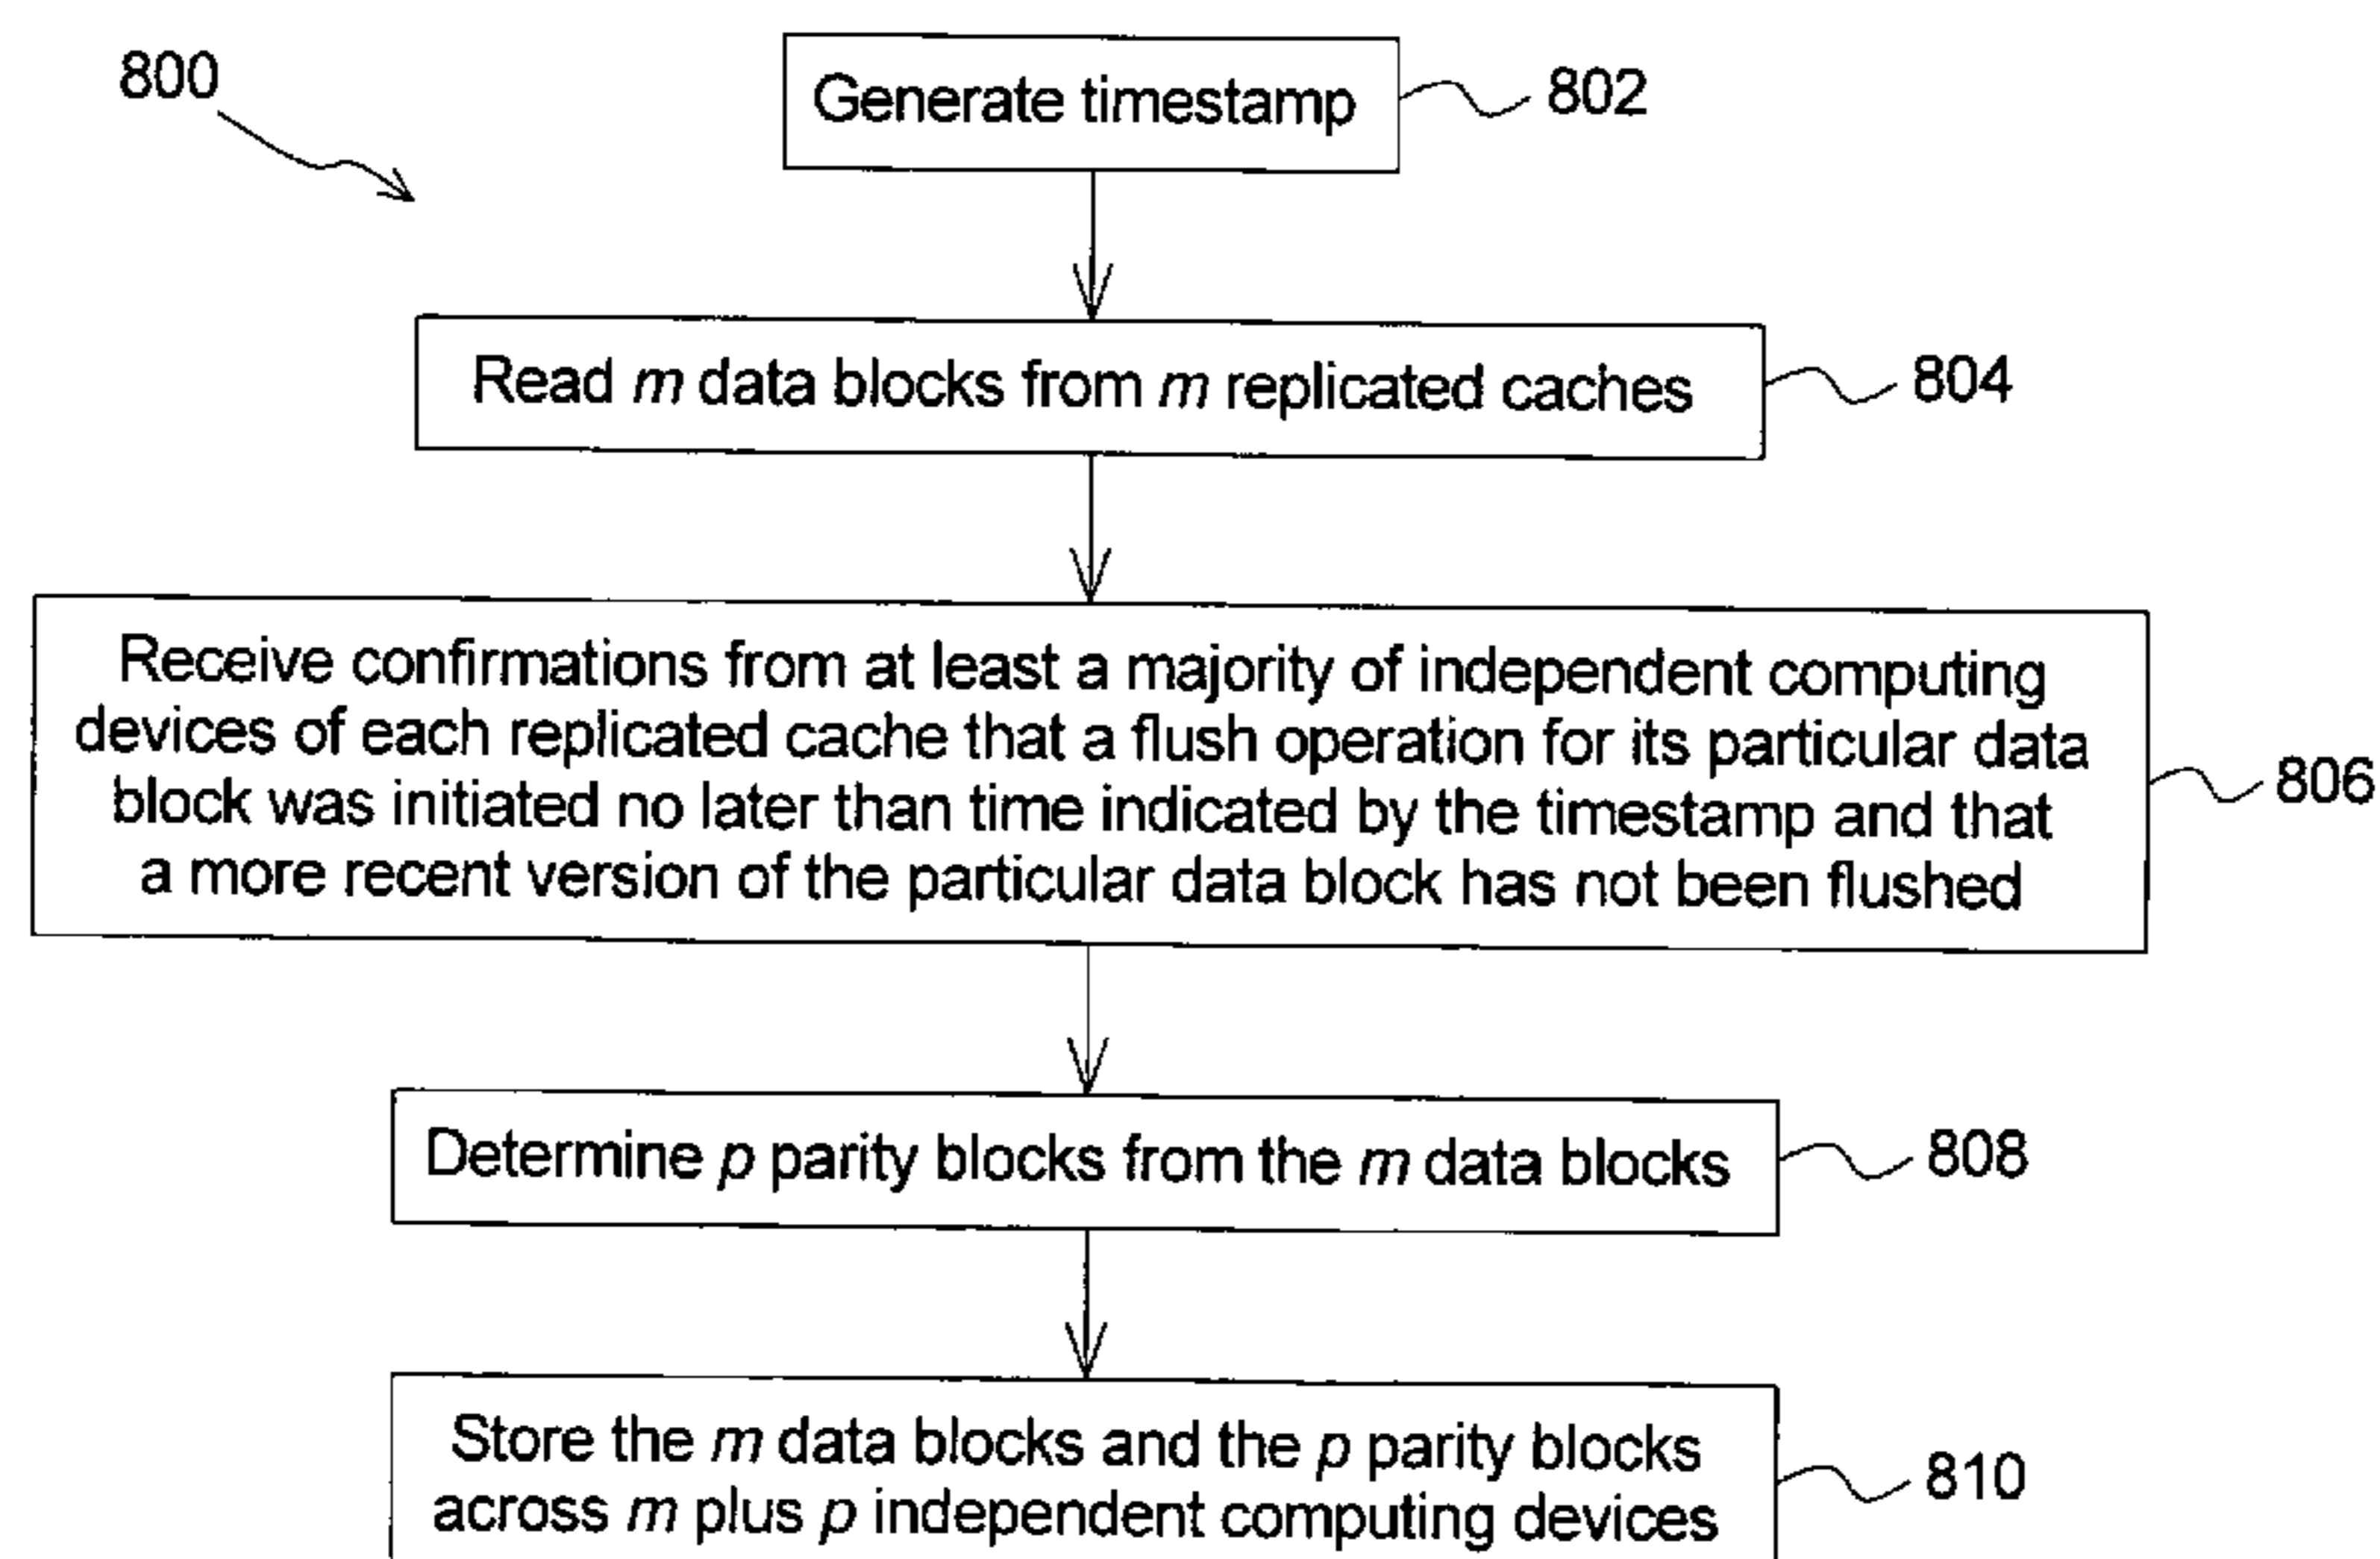 800
Generate timestamp
802
Read m data blocks from m replicated caches
804
Receive confirmations from at least a majority of independent computing
devices of each replicated cache that a flush operation for its particular data
block was initiated no later than time indicated by the timestamp and that
a more recent version of the particular data block has not been flushed
806
Determine p parity blocks from the m data blocks
808
Store the m data blocks and the p parity blocks
across m plus p independent computing devices
810